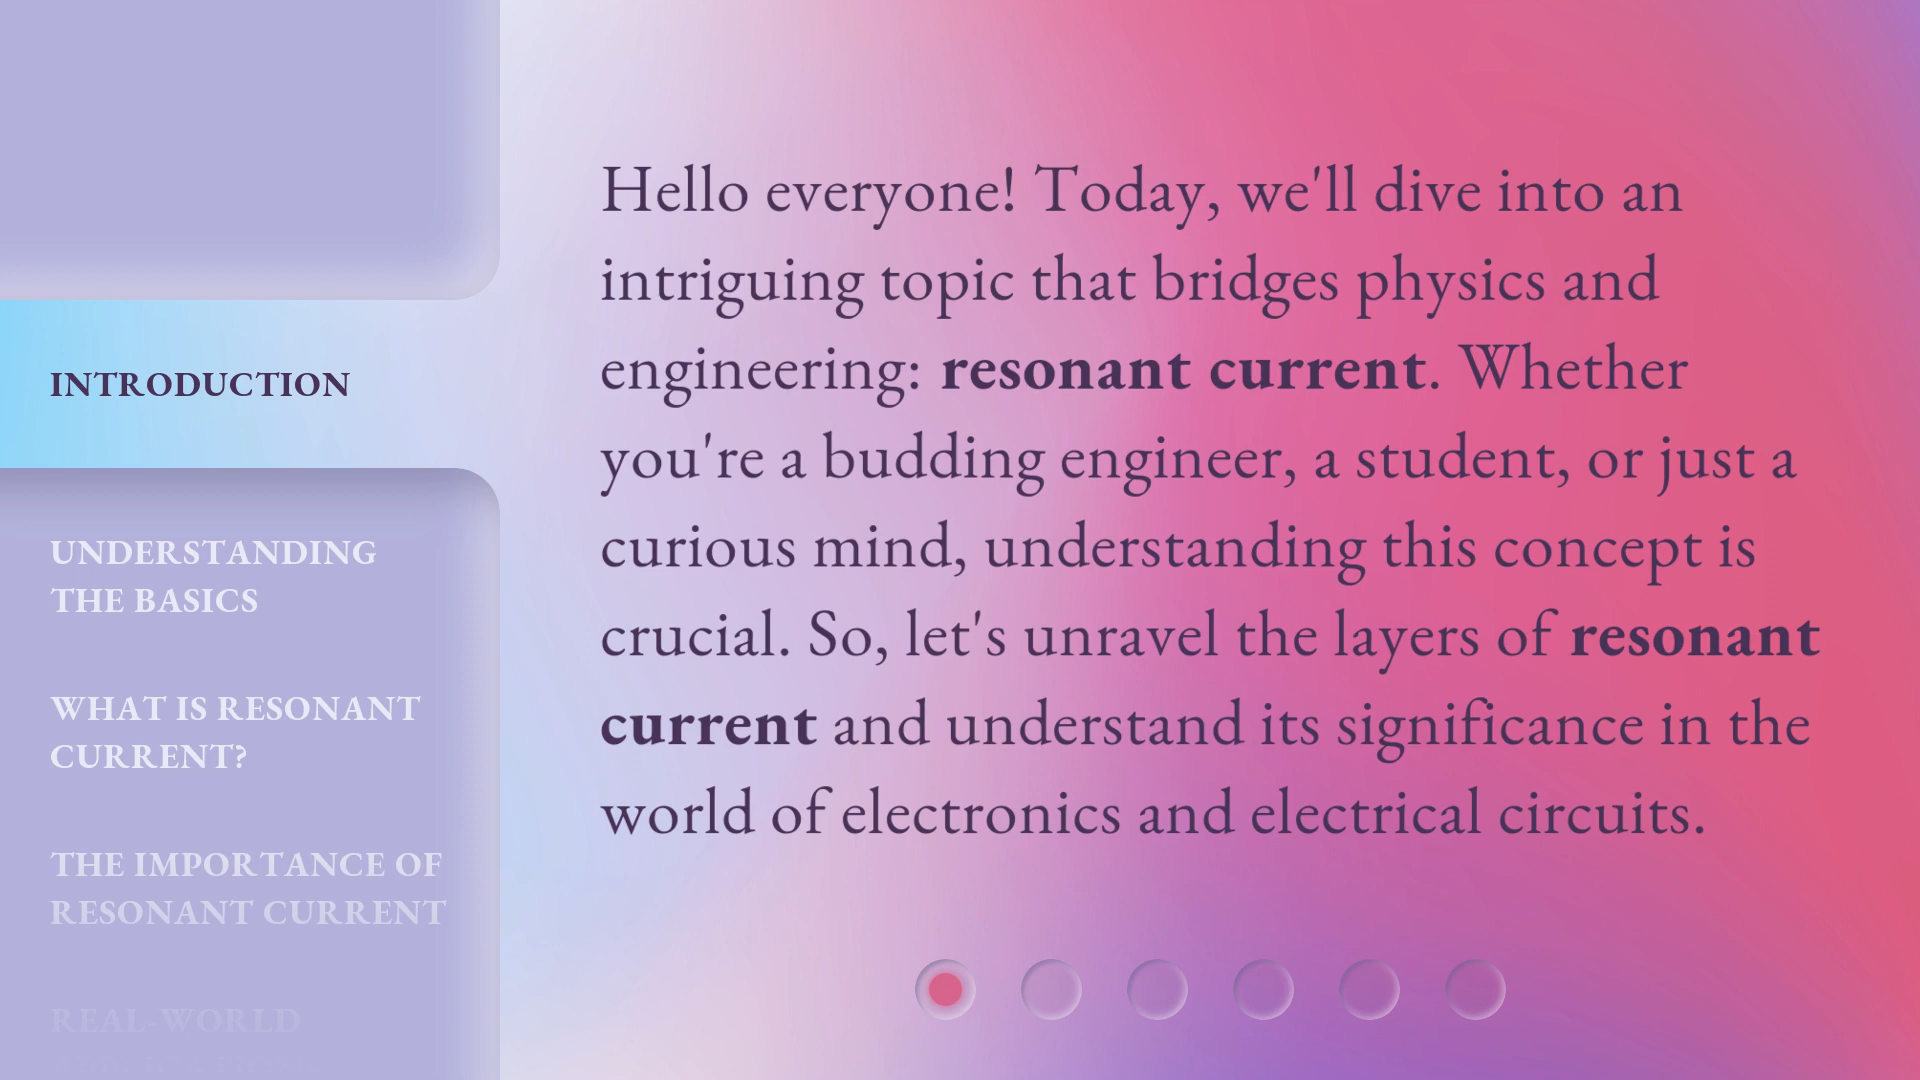 INTRODUCTION
UNDERSTANDING
THE BASICS
WHAT IS RESONANT
CURRENT?
THE IMPORTANCE OF
RESONANT CURRENT
REAL-WORLD
Hello everyone! Today, we'll dive into an
intriguing topic that bridges physics and
engineering: resonant current. Whether
you're a budding engineer, a student, or just a
curious mind, understanding this concept is
crucial. So, let's unravel the layers of resonant
current and understand its significance in the
world of electronics and electrical circuits.